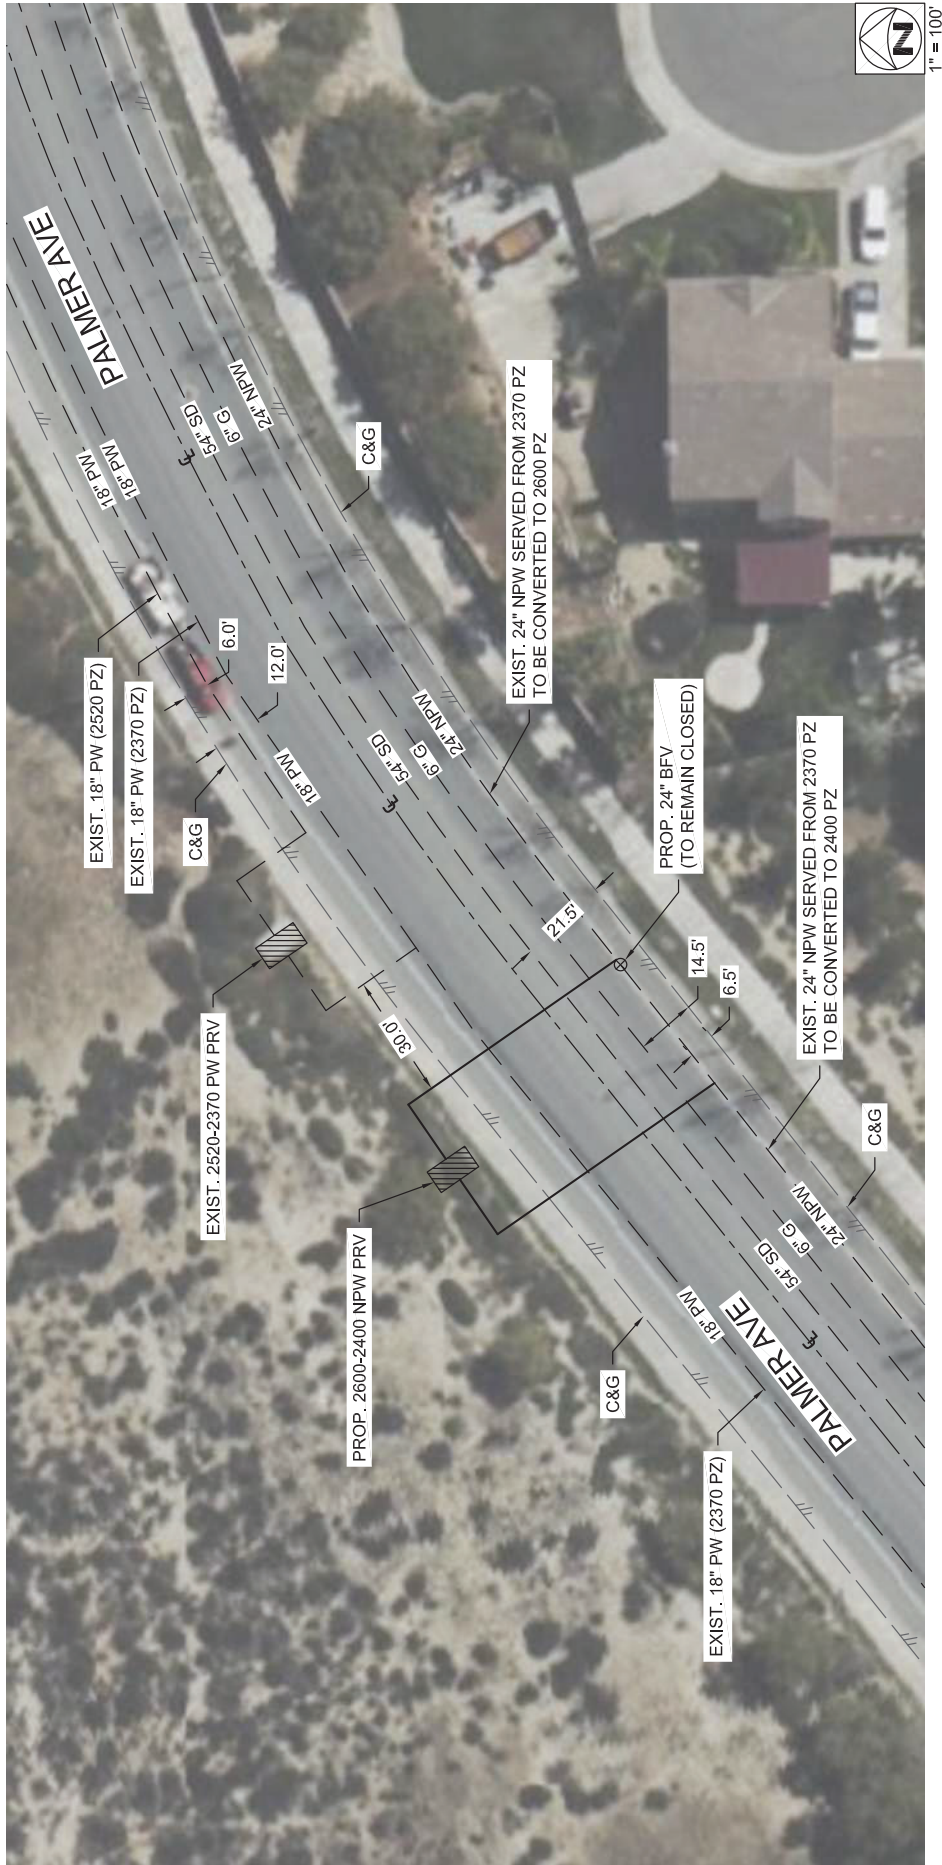 PALMER AVE
18" PW
18" PW
℄
54" SD
6" G
24" NPW
C&G
EXIST. 18" PW (2520 PZ)
EXIST. 18" PW (2370 PZ)
C&G
6.0'
12.0'
18" PW
℄
54" SD
6" G
24" NPW
EXIST. 24" NPW SERVED FROM 2370 PZ
TO BE CONVERTED TO 2600 PZ
EXIST. 2520-2370 PW PRV
30.0'
21.5'
PROP. 24" BFV
(TO REMAIN CLOSED)
14.5'
6.5'
PROP. 2600-2400 NPW PRV
EXIST. 24" NPW SERVED FROM 2370 PZ
TO BE CONVERTED TO 2400 PZ
C&G
C&G
EXIST. 18" PW (2370 PZ)
18" PW
PALMER AVE
℄
54" SD
6" G
24" NPW
N
1" = 100'